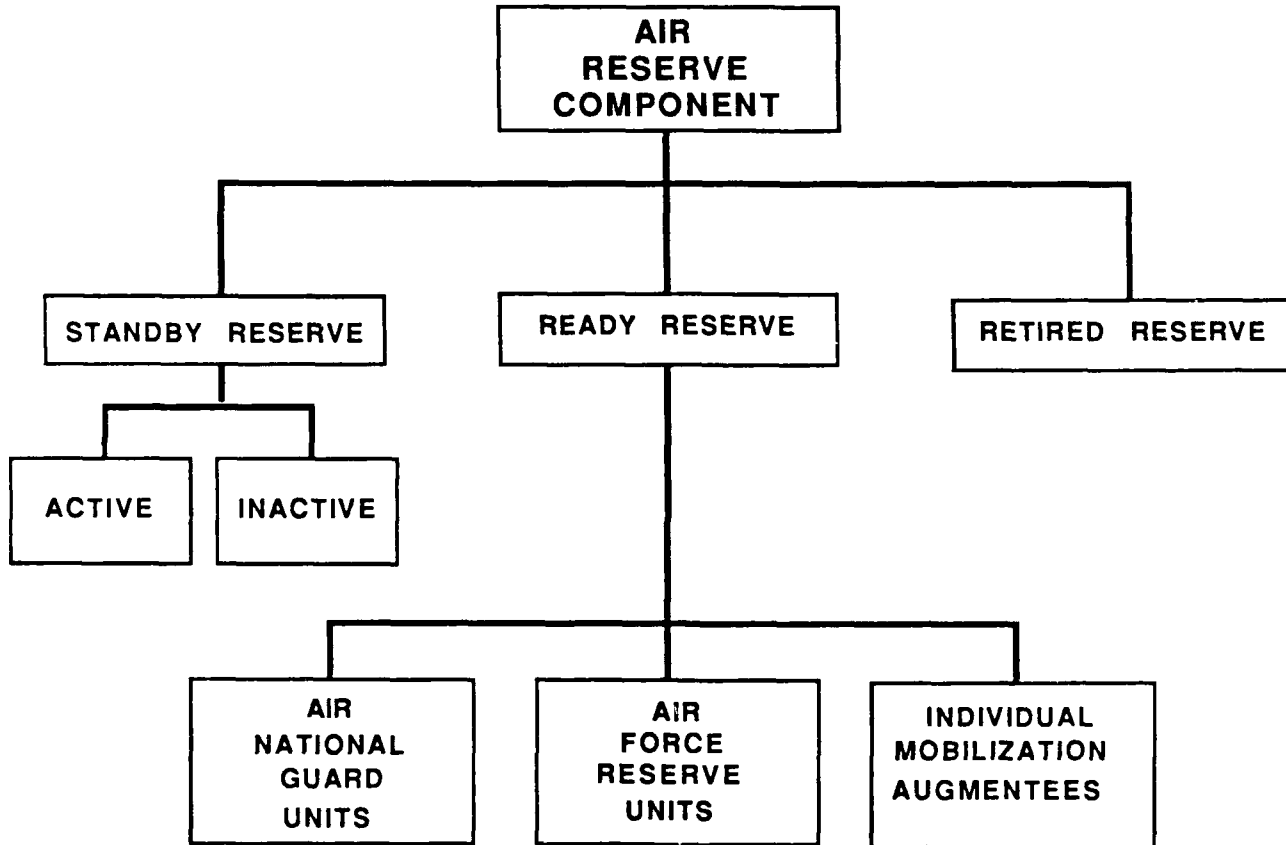 AIR
RESERVE
COMPONENT
STANDBY RESERVE
READY RESERVE
RETIRED RESERVE
ACTIVE
INACTIVE
AIR
NATIONAL
GUARD
UNITS
AIR
FORCE
RESERVE
UNITS
INDIVIDUAL
MOBILIZATION
AUGMENTEES